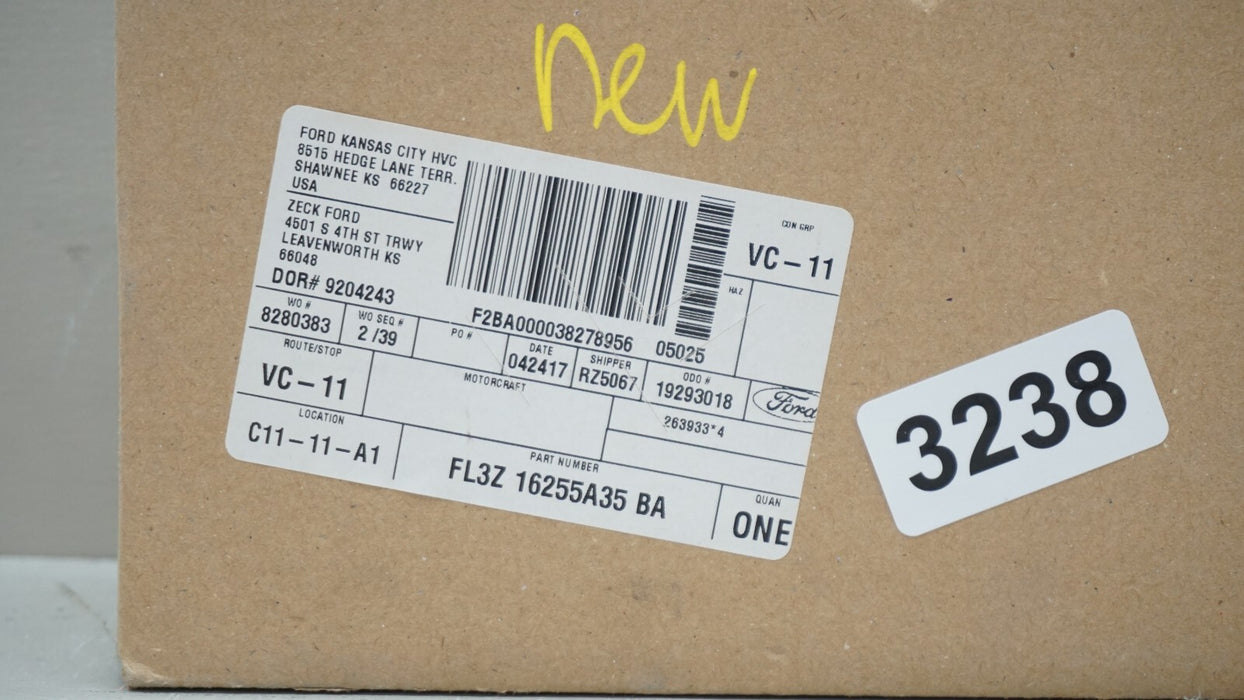 new
FORD KANSAS CITY HVC
8515 HEDGE LANE TERR.
SHAWNEE KS 66227
USA
ZECK FORD
4501 S 4TH ST TRWY
LEAVENWORTH KS
66048
DOR# 9204243
F2BA000038278956 05025
CON GRP
VC-11
HAZ
WO #
8280383
WO SEQ #
2 /39
PO #
DATE
042417
SHIPPER
RZ5067
ODO #
19293018
Ford
ROUTE/STOP
VC-11
MOTORCRAFT
263933*4
LOCATION
C11-11-A1
PART NUMBER
FL3Z 16255A35 BA
QUAN
ONE
3238